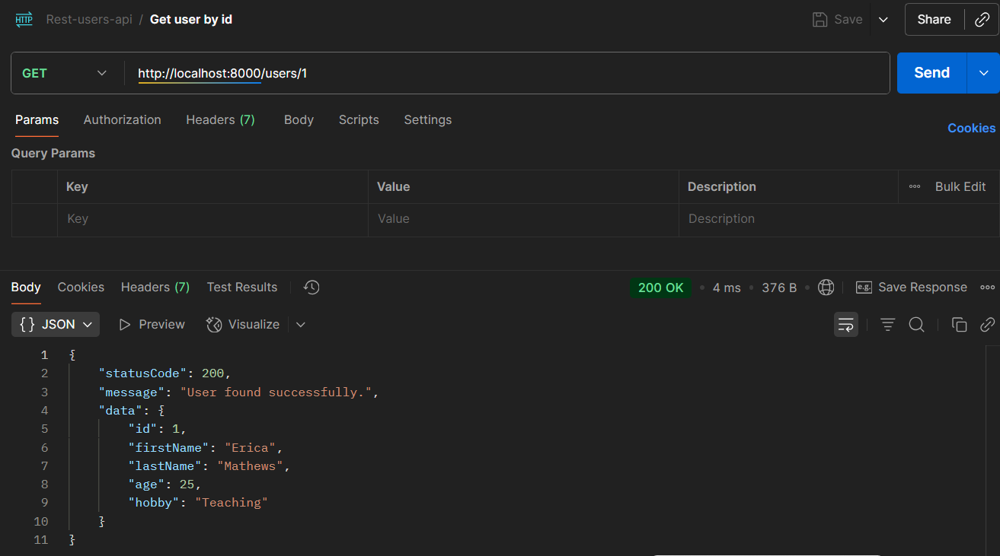 HTTP Rest-users-api / Get user by id Save Share
GET http://localhost:8000/users/1 Send
Params Authorization Headers (7) Body Scripts Settings Cookies
Query Params
Key Value Description Bulk Edit
Key Value Description
Body Cookies Headers (7) Test Results 200 OK 4 ms 376 B e.g. Save Response
{} JSON Preview Visualize
1 {
2 "statusCode": 200,
3 "message": "User found successfully.",
4 "data": {
5 "id": 1,
6 "firstName": "Erica",
7 "lastName": "Mathews",
8 "age": 25,
9 "hobby": "Teaching"
10 }
11 }